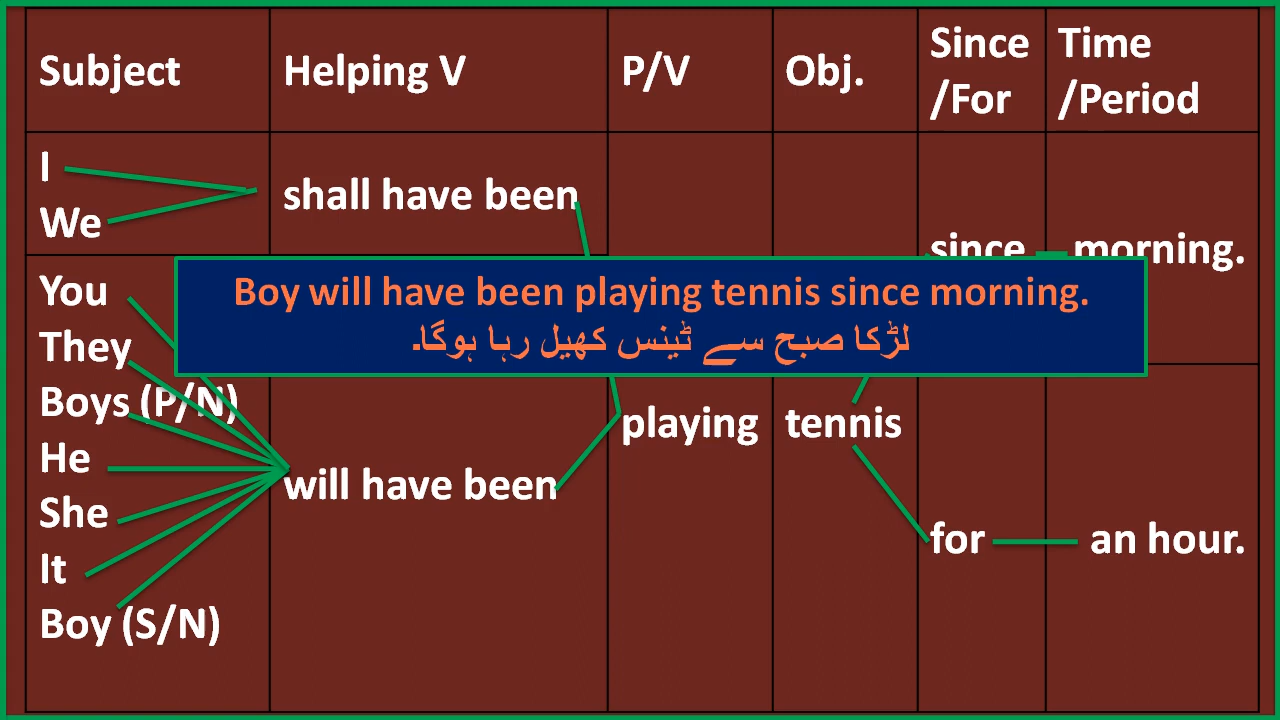 Subject Helping V P/V Obj. Since /For Time /Period
I
We
shall have been
since morning.
You
They
Boys (P/N)
He
She
It
Boy (S/N)
will have been
playing tennis
for an hour.
Boy will have been playing tennis since morning.
لڑکا صبح سے ٹینس کھیل رہا ہوگا۔